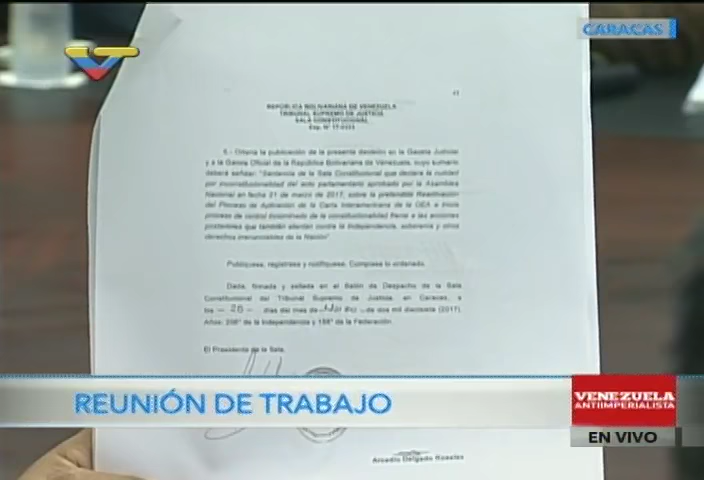 CARACAS
VTV
REPÚBLICA BOLIVARIANA DE VENEZUELA
TRIBUNAL SUPREMO DE JUSTICIA
SALA CONSTITUCIONAL
Exp. N° 17-0323
5.- Ordena la publicación de la presente decisión en la Gaceta Judicial
y a la Gaceta Oficial de la República Bolivariana de Venezuela, cuyo sumario
deberá señalar: "Sentencia de la Sala Constitucional que declara la nulidad
por inconstitucionalidad del acto parlamentario aprobado por la Asamblea
Nacional en fecha 21 de marzo de 2017, sobre la pretendida Reactivación
del Proceso de Aplicación de la Carta Interamericana de la OEA e inicia
proceso de control innominado de la constitucionalidad frente a las acciones
posteriores que también atentan contra la independencia, soberanía y otros
derechos irrenunciables de la Nación".
Publíquese, regístrese y notifíquese. Cúmplase lo ordenado.
Dada, firmada y sellada en el Salón de Despacho de la Sala
Constitucional del Tribunal Supremo de Justicia, en Caracas, a
los días del mes de de dos mil diecisiete (2017).
Años: 206° de la Independencia y 158° de la Federación.
El Presidente de la Sala,
REUNIÓN DE TRABAJO
VENEZUELA
ANTIIMPERIALISTA
EN VIVO
Arcadio Delgado Rosales